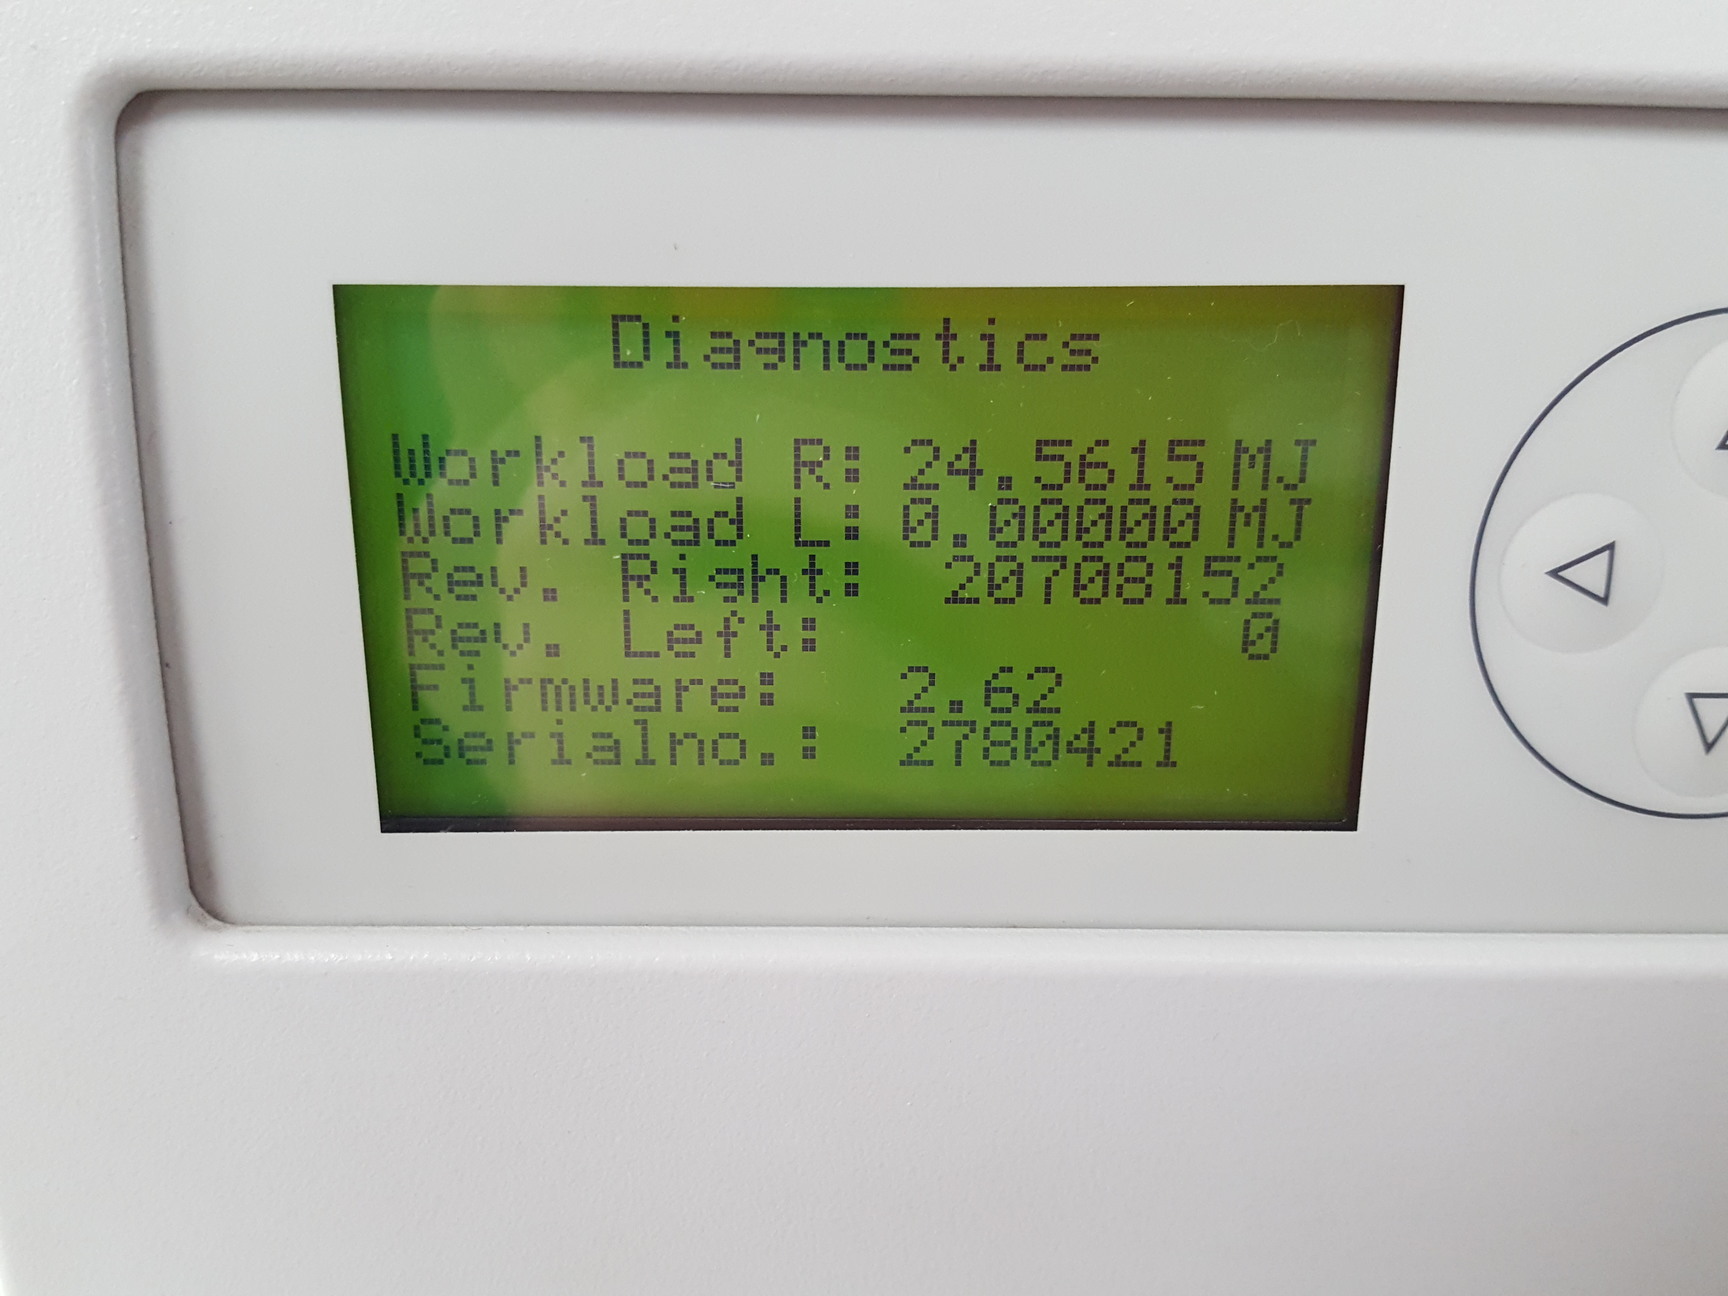 Diagnostics
Workload R: 24.5615 MJ
Workload L: 0.00000 MJ
Rev. Right: 20708152
Rev. Left: 0
Firmware: 2.62
Serialno.: 2780421